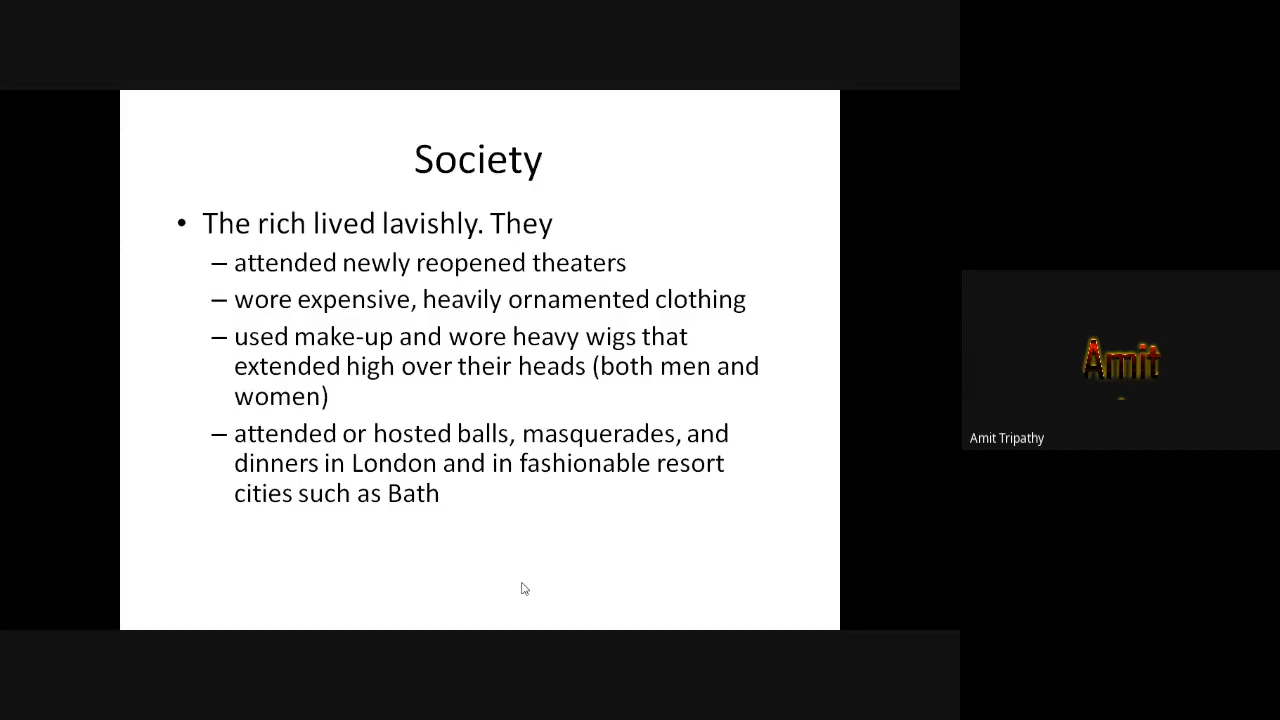 Society
• The rich lived lavishly. They
– attended newly reopened theaters
– wore expensive, heavily ornamented clothing
– used make-up and wore heavy wigs that
extended high over their heads (both men and
women)
– attended or hosted balls, masquerades, and
dinners in London and in fashionable resort
cities such as Bath
Amit
Amit Tripathy